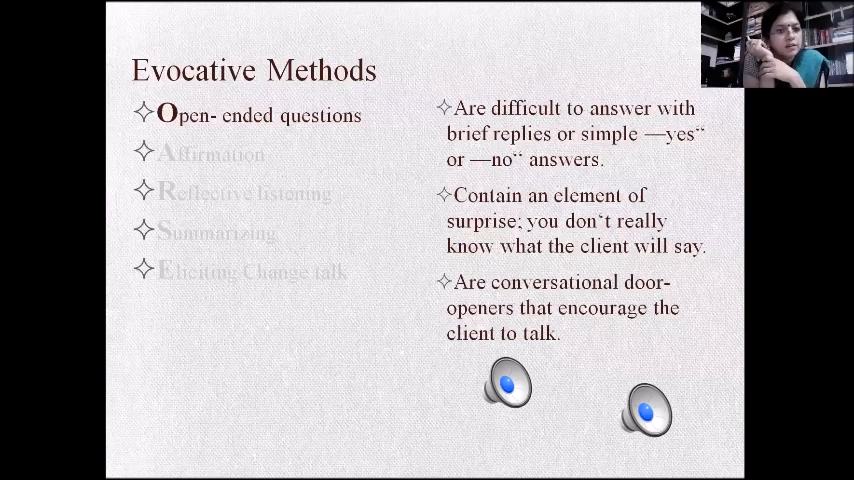 Evocative Methods
Open- ended questions
Affirmation
Reflective listening
Summarizing
Eliciting Change talk
Are difficult to answer with
brief replies or simple ―yes‟
or ―no‟ answers.
Contain an element of
surprise; you don‘t really
know what the client will say.
Are conversational door-
openers that encourage the
client to talk.